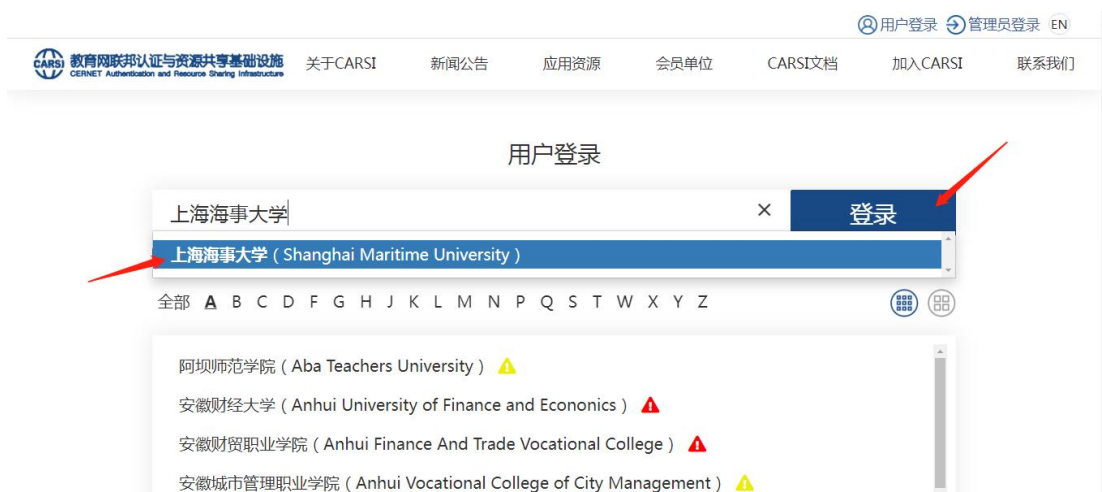 用户登录 管理员登录 EN
CARSI 教育网联邦认证与资源共享基础设施 关于CARSI 新闻公告 应用资源 会员单位 CARSI文档 加入CARSI 联系我们
CERNET Authentication and Resource Sharing Infrastructure
用户登录
上海海事大学 × 登录
上海海事大学 ( Shanghai Maritime University )
全部 A B C D F G H J K L M N P Q S T W X Y Z
阿坝师范学院 ( Aba Teachers University )
安徽财经大学 ( Anhui University of Finance and Econonics )
安徽财贸职业学院 ( Anhui Finance And Trade Vocational College )
安徽城市管理职业学院 ( Anhui Vocational College of City Management )